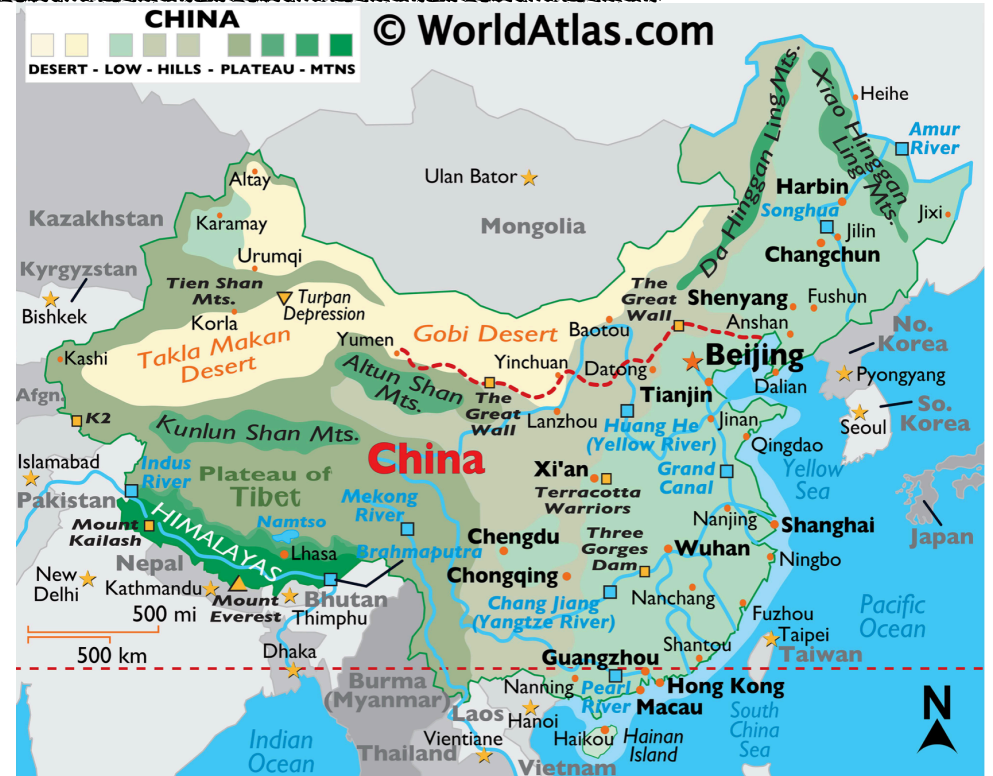 CHINA
DESERT - LOW - HILLS - PLATEAU - MTNS
© WorldAtlas.com
Heihe
Amur
River
Xiao Hinggan
Ling Mts.
Da Hinggan Ling Mts.
Harbin
Songhua
Jixi
Jilin
Changchun
Altay
Ulan Bator
Kazakhstan
Karamay
Mongolia
Urumqi
Kyrgyzstan
Bishkek
Tien Shan
Mts.
Turpan
Depression
Korla
The
Great
Wall
Shenyang
Fushun
Anshan
Takla Makan
Desert
Yumen
Gobi Desert
Baotou
No.
Korea
Kashi
Yinchuan
Datong
Beijing
Pyongyang
Dalian
Altun Shan
Mts.
Tianjin
Afgn.
K2
The
Great
Wall
Lanzhou
Huang He
(Yellow River)
Jinan
Seoul
So.
Korea
Kunlun Shan Mts.
China
Qingdao
Islamabad
Indus
River
Plateau of
Tibet
Xi'an
Terracotta
Warriors
Grand
Canal
Yellow
Sea
Pakistan
Mekong
River
HIMALAYAS
Namtso
Mount
Kailash
Nanjing
Shanghai
Japan
Chengdu
Three
Gorges
Dam
Wuhan
Lhasa
Brahmaputra
Ningbo
Nepal
New
Delhi
Kathmandu
Mount
Everest
Bhutan
Thimphu
Chongqing
Chang Jiang
(Yangtze River)
Nanchang
Fuzhou
Pacific
Ocean
500 mi
500 km
Taipei
Taiwan
Dhaka
Guangzhou
Shantou
Burma
(Myanmar)
Nanning
Pearl
River
Hong Kong
Macau
Laos
Hanoi
South
China
Sea
N
Indian
Ocean
Vientiane
Thailand
Haikou
Hainan
Island
Vietnam